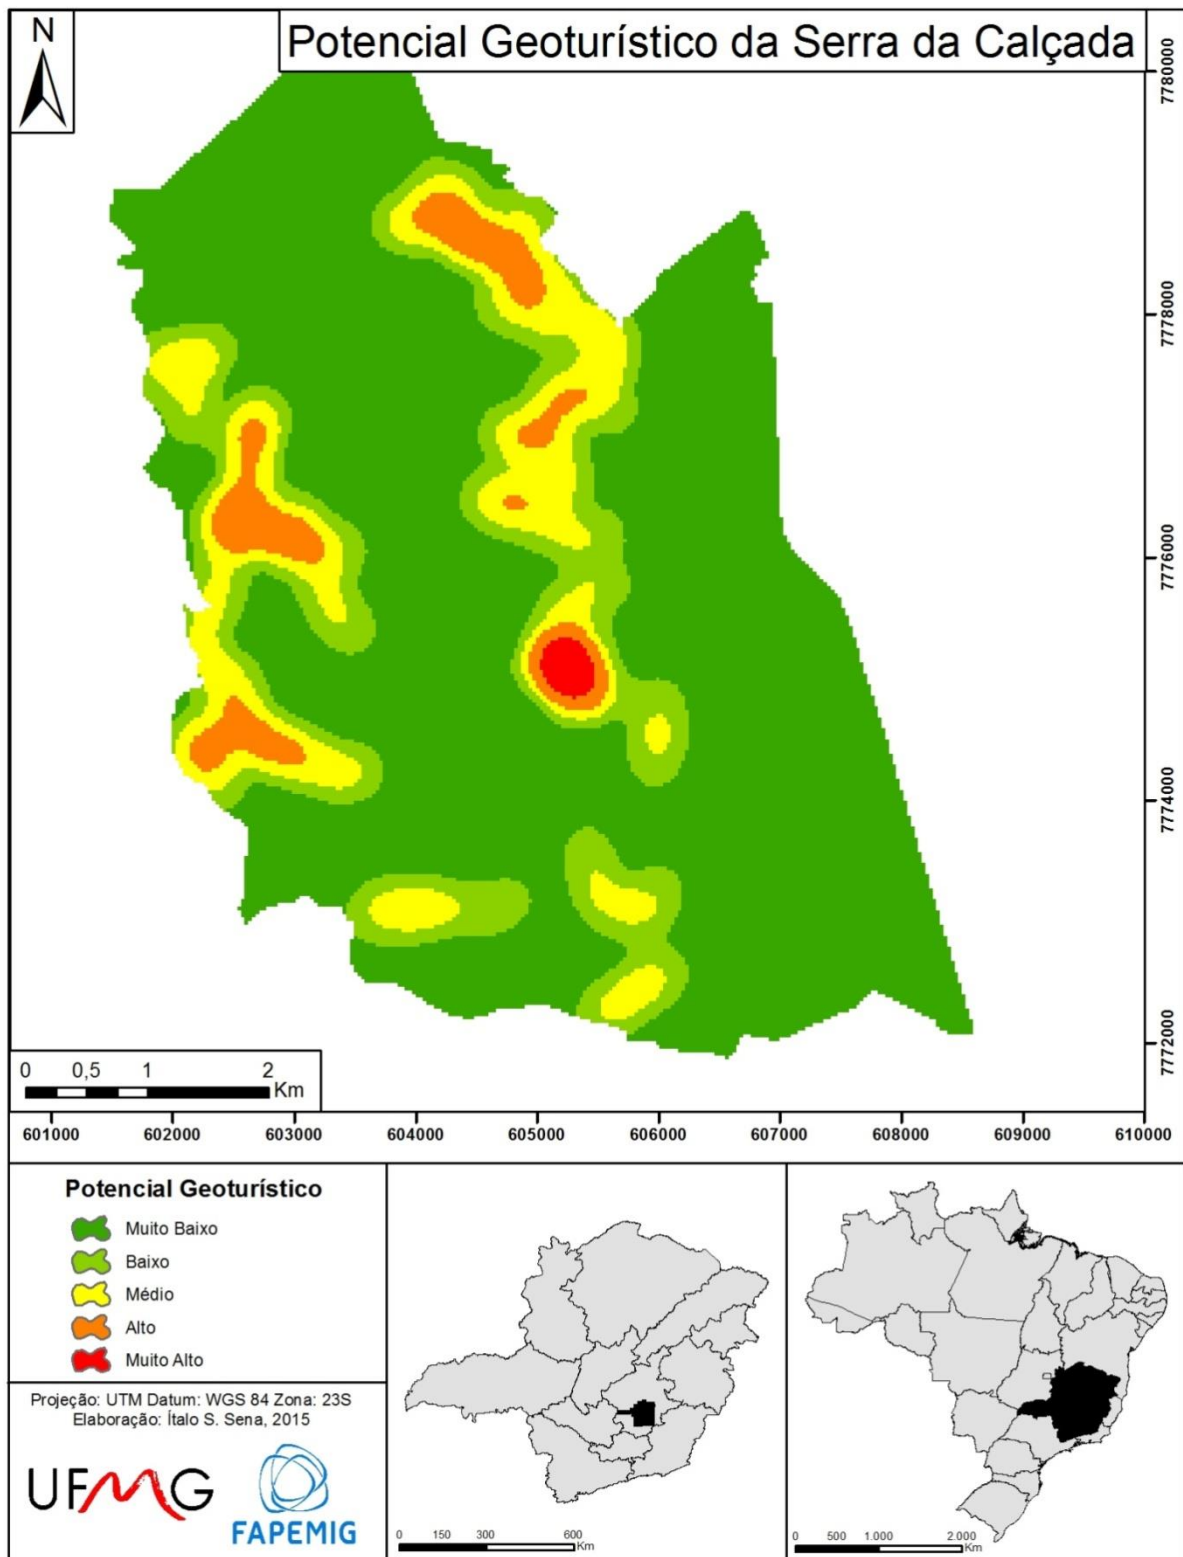 N
Potencial Geoturístico da Serra da Calçada
7780000
7778000
7776000
7774000
7772000
0 0,5 1 2
Km
601000 602000 603000 604000 605000 606000 607000 608000 609000 610000
Potencial Geoturístico
Muito Baixo
Baixo
Médio
Alto
Muito Alto
Projeção: UTM Datum: WGS 84 Zona: 23S
Elaboração: Ítalo S. Sena, 2015
UFMG
FAPEMIG
0 150 300 600
Km
0 500 1.000 2.000
Km